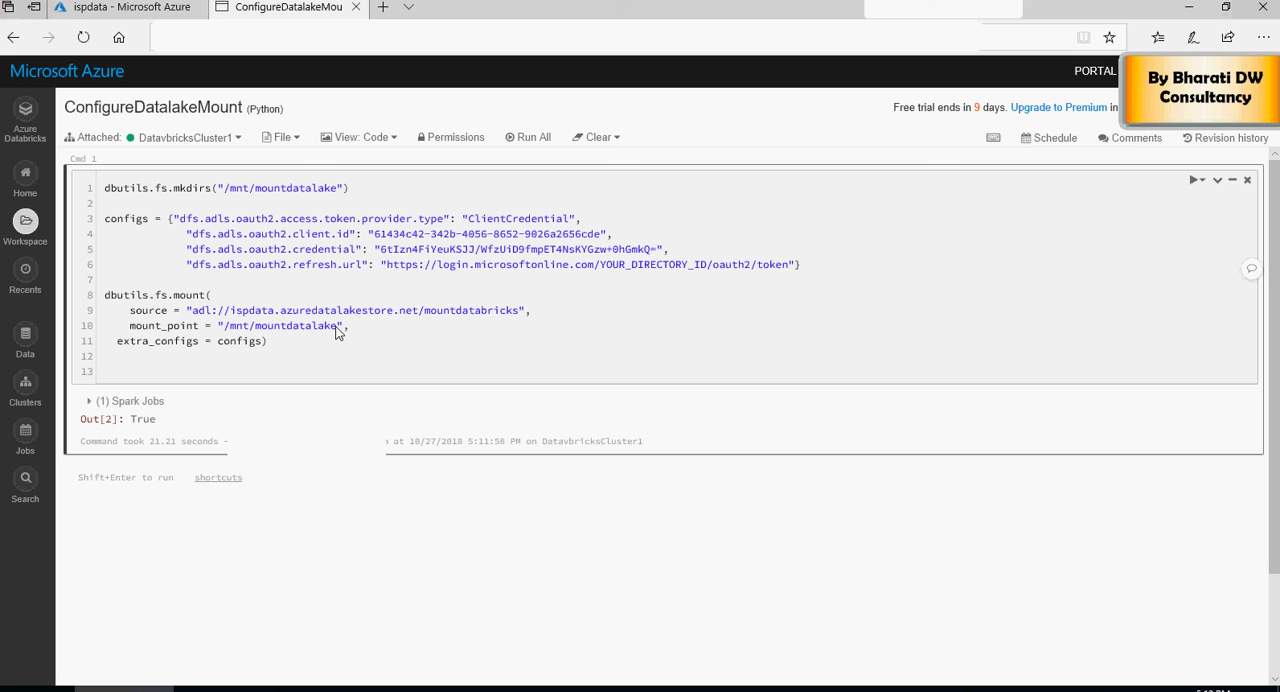 ispdata - Microsoft Azure
ConfigureDatalakeMou
Microsoft Azure
PORTAL
By Bharati DW
Consultancy
Azure
Databricks
Home
Workspace
Recents
Data
Clusters
Jobs
Search
ConfigureDatalakeMount (Python)
Free trial ends in 9 days. Upgrade to Premium in
Attached: DatavbricksCluster1
File
View: Code
Permissions
Run All
Clear
Schedule
Comments
Revision history
Cmd 1
1 dbutils.fs.mkdirs("/mnt/mountdatalake")
2
3 configs = {"dfs.adls.oauth2.access.token.provider.type": "ClientCredential",
4 "dfs.adls.oauth2.client.id": "61434c42-342b-4056-8652-9026a2656cde",
5 "dfs.adls.oauth2.credential": "6tIzn4FiYeuKSJJ/WfzUiD9fmpET4NsKYGzw+0hGmkQ=",
6 "dfs.adls.oauth2.refresh.url": "https://login.microsoftonline.com/YOUR_DIRECTORY_ID/oauth2/token"}
7
8 dbutils.fs.mount(
9 source = "adl://ispdata.azuredatalakestore.net/mountdatabricks",
10 mount_point = "/mnt/mountdatalake",
11 extra_configs = configs)
12
13
(1) Spark Jobs
Out[2]: True
Command took 21.21 seconds - at 10/27/2018 5:11:58 PM on DatavbricksCluster1
Shift+Enter to run shortcuts